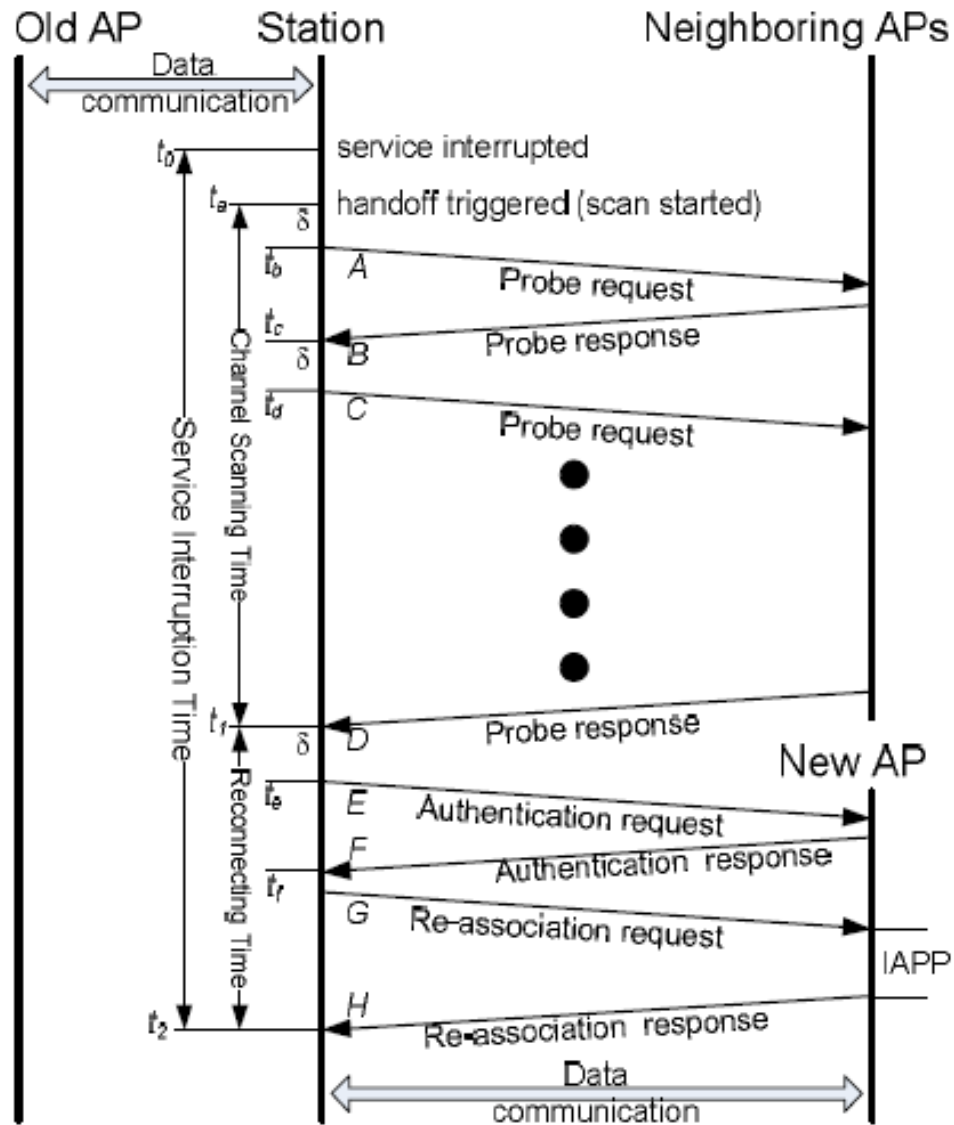 Old AP
Station
Neighboring APs
Data
communication
t0
service interrupted
ta
δ
handoff triggered (scan started)
tb
A
Probe request
tc
δ
B
Probe response
td
C
Probe request
Channel Scanning Time
Service Interruption Time
t1
δ
D
Probe response
New AP
te
E
Authentication request
F
Authentication response
tf
G
Re-association request
Reconnecting Time
IAPP
H
t2
Re-association response
Data
communication